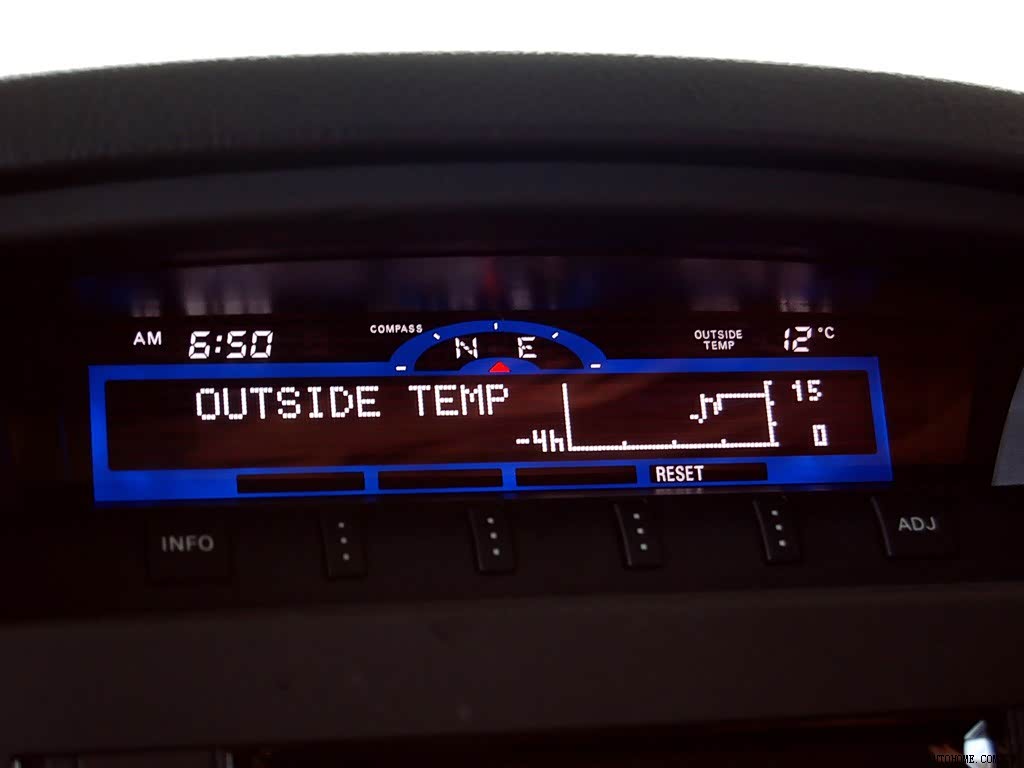 AM 6:50 COMPASS N E OUTSIDE TEMP 12°C
OUTSIDE TEMP 15
-4h 0
RESET
INFO ADJ